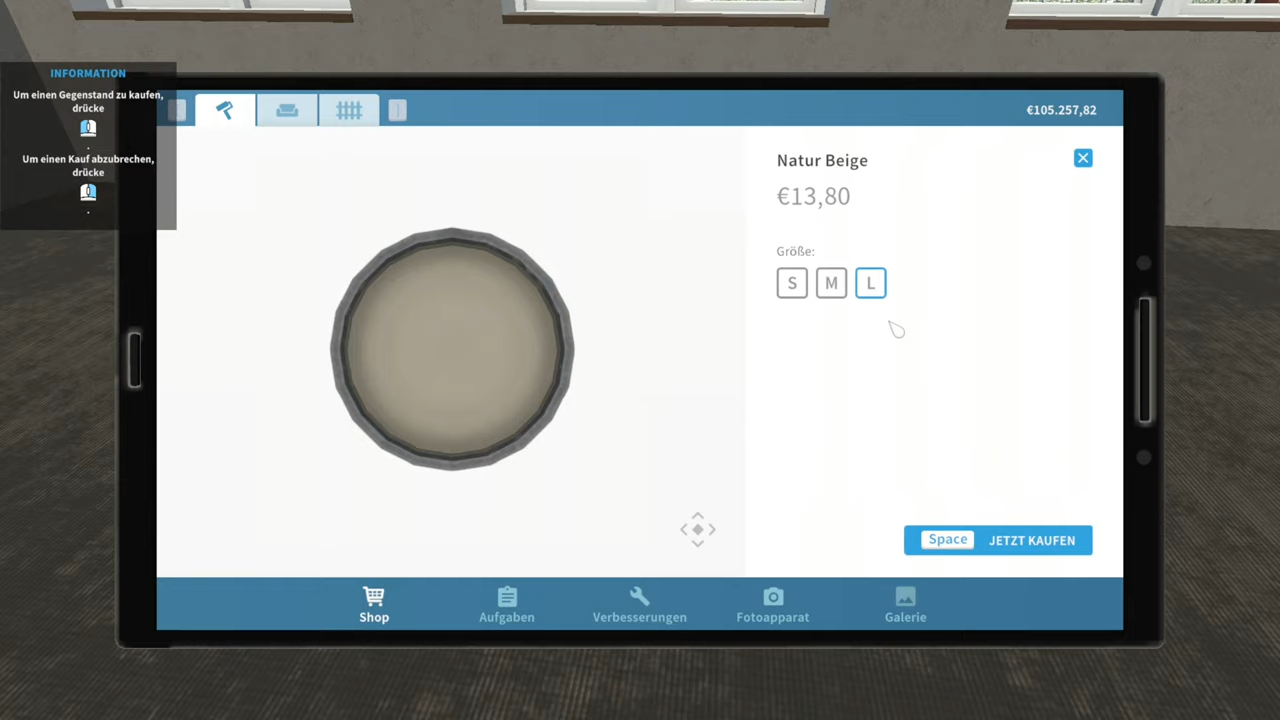 INFORMATION
Um einen Gegenstand zu kaufen,
drücke
.
Um einen Kauf abzubrechen,
drücke
.
€105.257,82
Natur Beige
€13,80
Größe:
S M L
Space JETZT KAUFEN
Shop Aufgaben Verbesserungen Fotoapparat Galerie